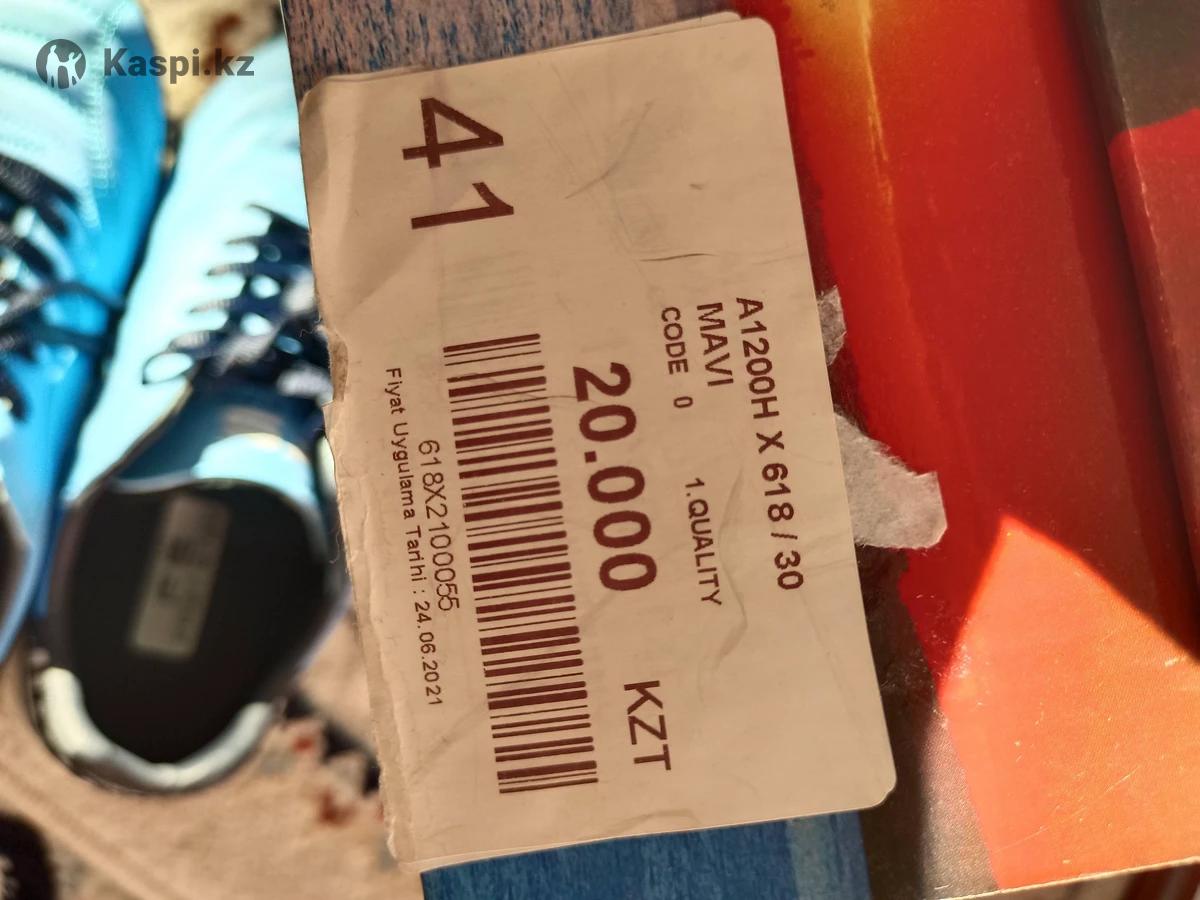 Kaspi.kz
41
A1200H X 618 / 30
MAVI
CODE 0 1.QUALITY
20.000 KZT
618X2100055
Fiyat Uygulama Tarihi : 24.06.2021